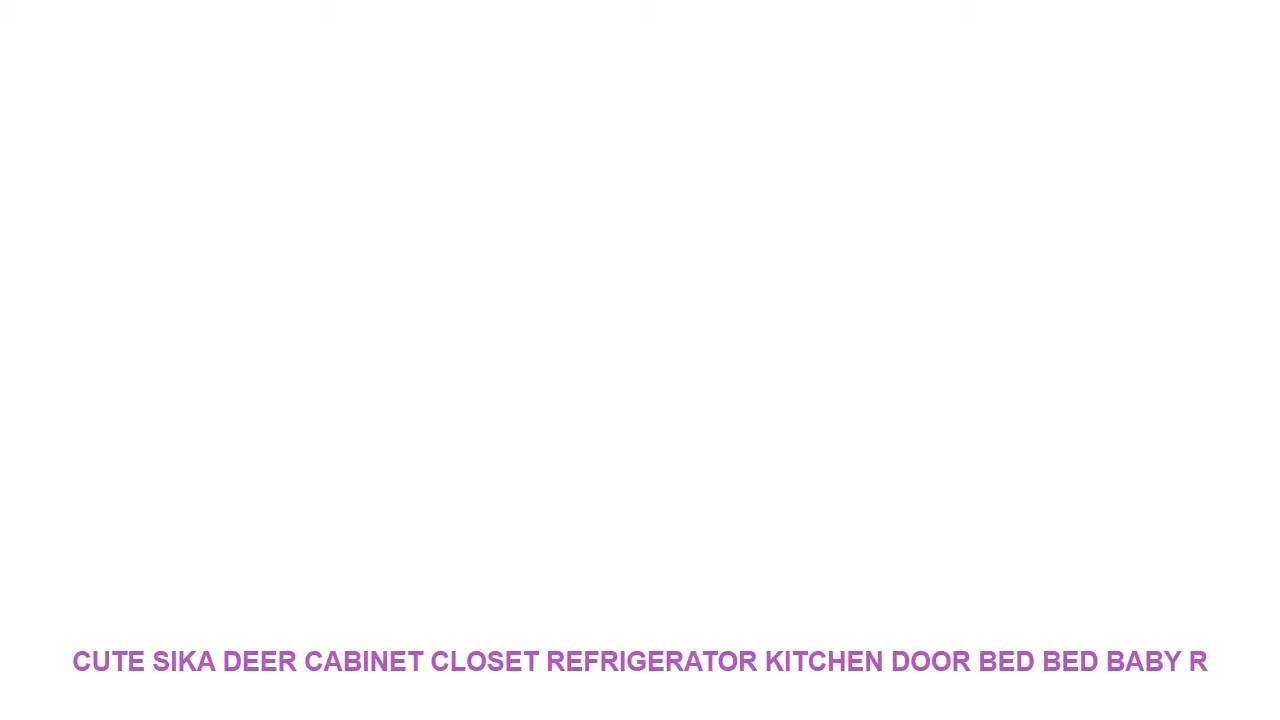 CUTE SIKA DEER CABINET CLOSET REFRIGERATOR KITCHEN DOOR BED BED BABY R